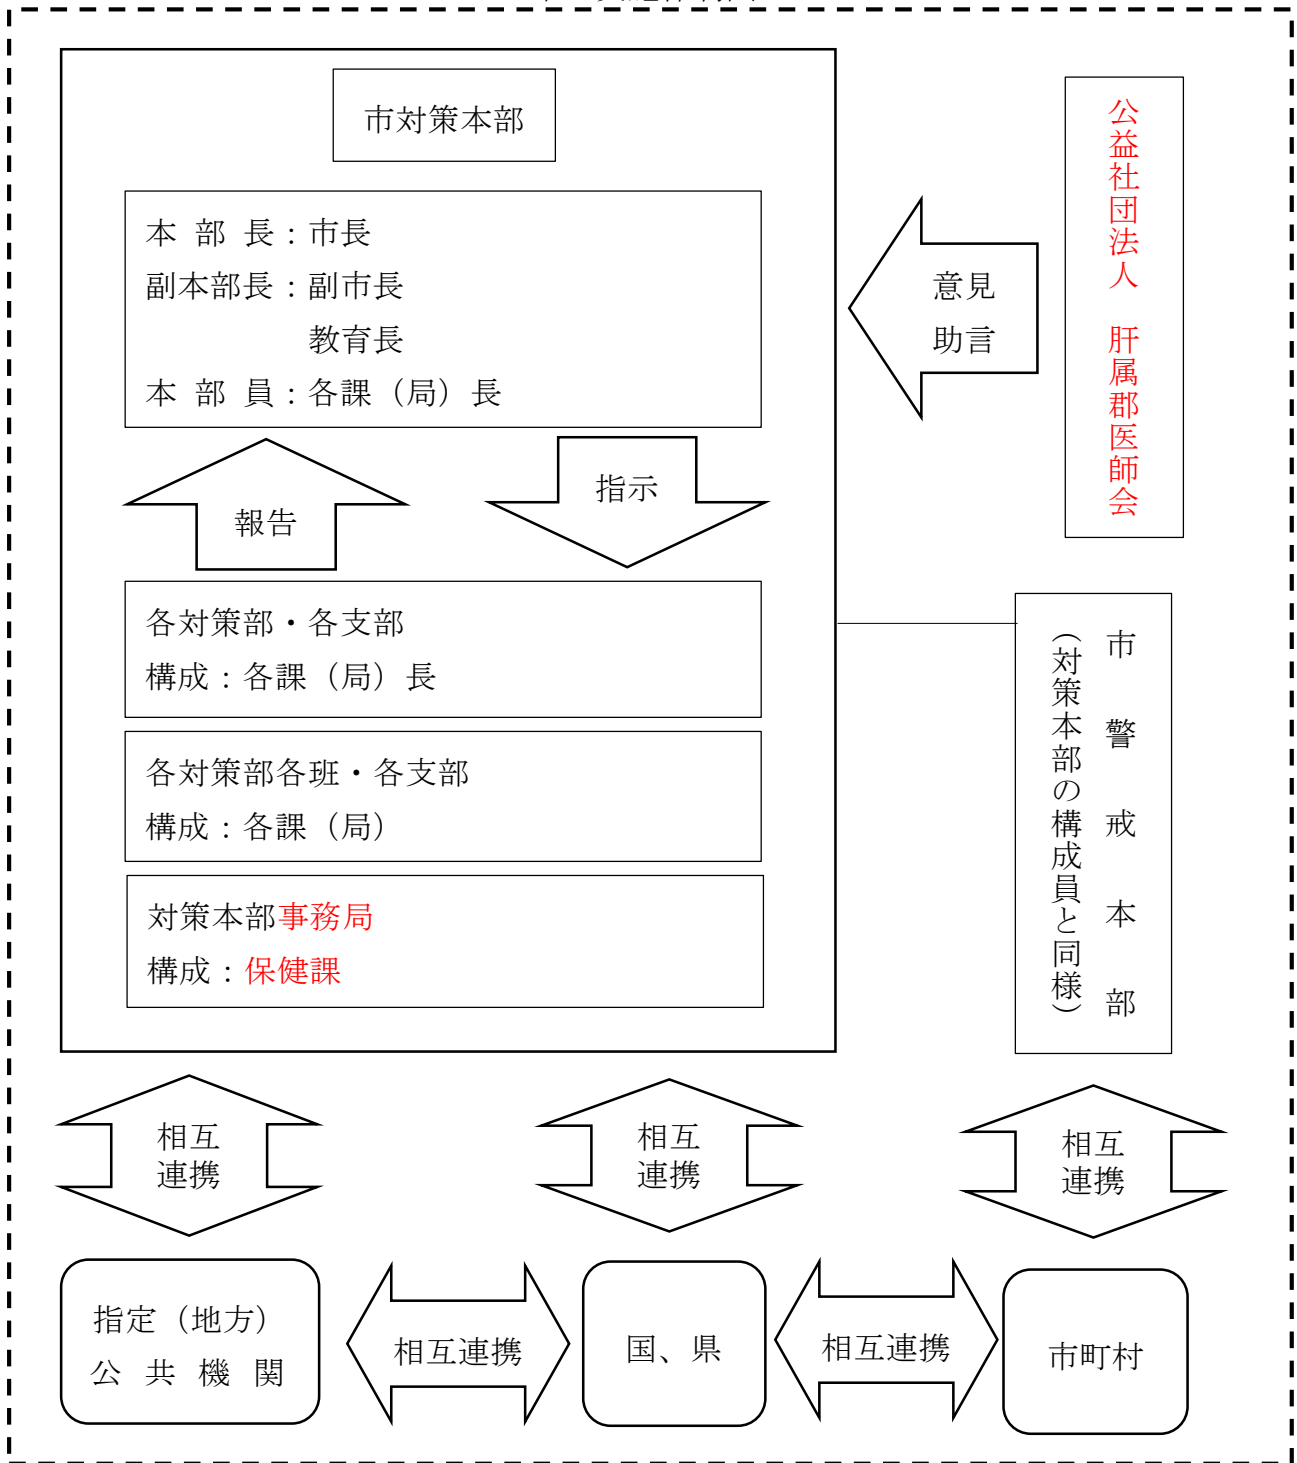 市対策本部
本 部 長：市長
副本部長：副市長
教育長
本 部 員：各課（局）長
報告
指示
各対策部・各支部
構成：各課（局）長
各対策部各班・各支部
構成：各課（局）
対策本部事務局
構成：保健課
意見
助言
公益社団法人　肝属郡医師会
市警戒本部
（対策本部の構成員と同様）
相互
連携
相互
連携
相互
連携
指定（地方）
公 共 機 関
相互連携
国、県
相互連携
市町村